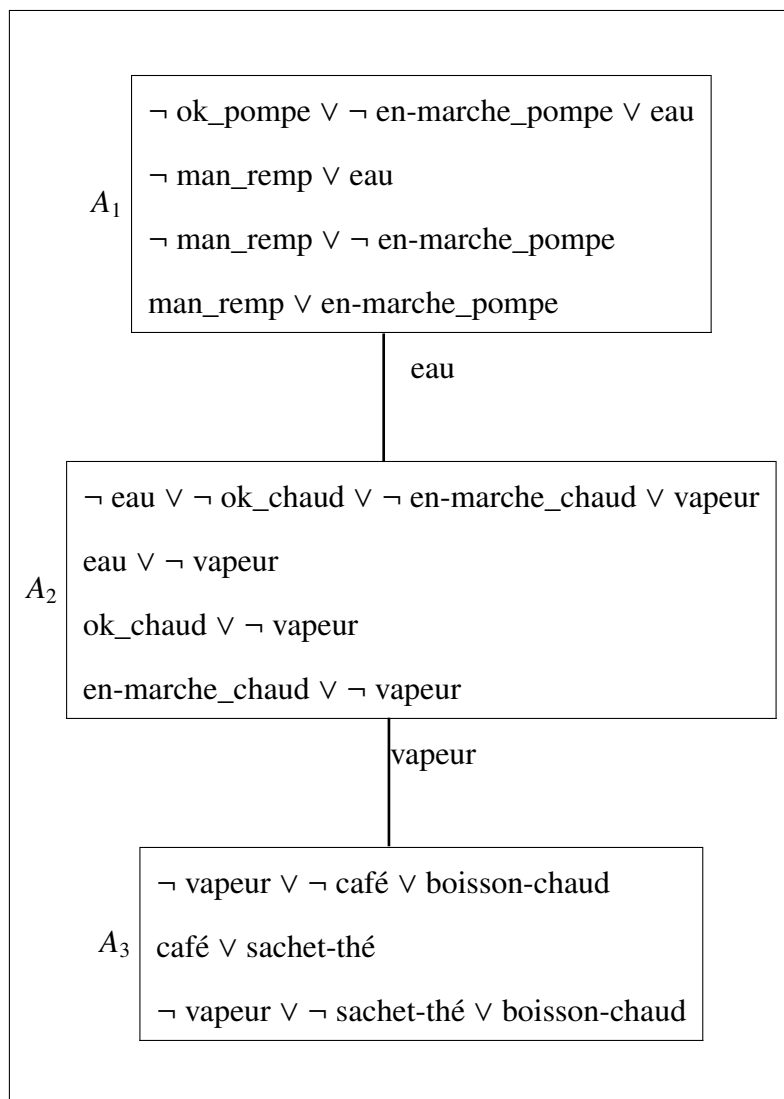 ¬ ok_pompe ∨ ¬ en-marche_pompe ∨ eau
¬ man_remp ∨ eau
A₁
¬ man_remp ∨ ¬ en-marche_pompe
man_remp ∨ en-marche_pompe
eau
¬ eau ∨ ¬ ok_chaud ∨ ¬ en-marche_chaud ∨ vapeur
eau ∨ ¬ vapeur
A₂
ok_chaud ∨ ¬ vapeur
en-marche_chaud ∨ ¬ vapeur
vapeur
¬ vapeur ∨ ¬ café ∨ boisson-chaud
A₃
café ∨ sachet-thé
¬ vapeur ∨ ¬ sachet-thé ∨ boisson-chaud